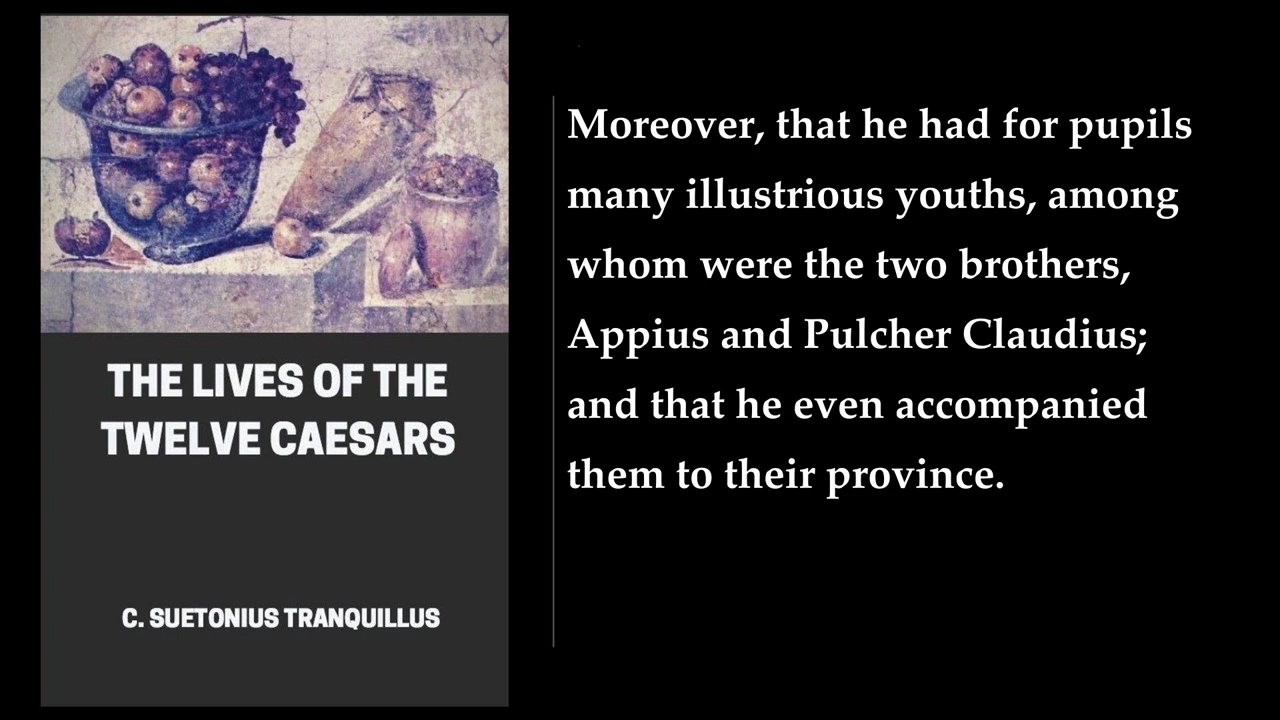 THE LIVES OF THE
TWELVE CAESARS
C. SUETONIUS TRANQUILLUS
Moreover, that he had for pupils
many illustrious youths, among
whom were the two brothers,
Appius and Pulcher Claudius;
and that he even accompanied
them to their province.